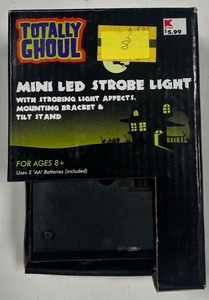 TOTALLY
GHOUL
K
$5.99
8
MINI LED STROBE LIGHT
WITH STROBING LIGHT AFFECTS,
MOUNTING BRACKET &
TILT STAND
FOR AGES 8+
Uses 3 "AA" Batteries (included)